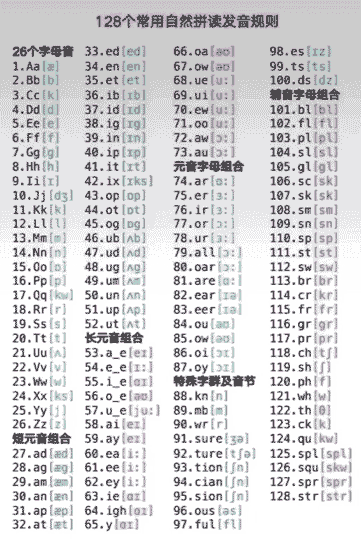 128个常用自然拼读发音规则
26个字母音
1.Aa[æ]
2.Bb[b]
3.Cc[k]
4.Dd[d]
5.Ee[e]
6.Ff[f]
7.Gg[g]
8.Hh[h]
9.Ii[ɪ]
10.Jj[dʒ]
11.Kk[k]
12.Ll[l]
13.Mm[m]
14.Nn[n]
15.Oo[ɒ]
16.Pp[p]
17.Qq[kw]
18.Rr[r]
19.Ss[s]
20.Tt[t]
21.Uu[ʌ]
22.Vv[v]
23.Ww[w]
24.Xx[ks]
25.Yy[j]
26.Zz[z]
短元音组合
27.ad[æd]
28.ag[æg]
29.am[æm]
30.an[æn]
31.ap[æp]
32.at[æt]
33.ed[ed]
34.en[en]
35.et[et]
36.ib[ɪb]
37.id[ɪd]
38.ig[ɪg]
39.in[ɪn]
40.ip[ɪp]
41.it[ɪt]
42.ix[ɪks]
43.op[ɒp]
44.ot[ɒt]
45.og[ɒg]
46.ub[ʌb]
47.ud[ʌd]
48.ug[ʌg]
49.um[ʌm]
50.un[ʌn]
51.up[ʌp]
52.ut[ʌt]
长元音组合
53.a_e[eɪ]
54.e_e[i:]
55.i_e[aɪ]
56.o_e[əʊ]
57.u_e[ju:]
58.ai[eɪ]
59.ay[eɪ]
60.ea[i:]
61.ee[i:]
62.ey[i:]
63.ie[aɪ]
64.igh[aɪ]
65.y[aɪ]
66.oa[əʊ]
67.ow[əʊ]
68.ue[u:]
69.ui[u:]
70.ew[u:]
71.oo[u:]
72.aw[ɔ:]
73.au[ɔ:]
元音字母组合
74.ar[ɑ:]
75.er[ɜ:]
76.ir[ɜ:]
77.or[ɔ:]
78.ur[ɜ:]
79.all[ɔ:]
80.oar[ɔ:]
81.are[ɑ:]
82.ear[ɪə]
83.eer[ɪə]
84.ou[aʊ]
85.ow[aʊ]
86.oi[ɔɪ]
87.oy[ɔɪ]
特殊字群及音节
88.kn[n]
89.mb[m]
90.wr[r]
91.sure[ʒə]
92.ture[tʃə]
93.tion[ʃn]
94.cian[ʃn]
95.sion[ʃn]
96.ous[əs]
97.ful[fl]
98.es[ɪz]
99.ts[ts]
100.ds[dz]
辅音字母组合
101.bl[bl]
102.fl[fl]
103.pl[pl]
104.sl[sl]
105.gl[gl]
106.sc[sk]
107.sk[sk]
108.sm[sm]
109.sn[sn]
110.sp[sp]
111.st[st]
112.sw[sw]
113.br[br]
114.cr[kr]
115.fr[fr]
116.gr[gr]
117.pr[pr]
118.ch[tʃ]
119.sh[ʃ]
120.ph[f]
121.wh[w]
122.th[θ]
123.ck[k]
124.qu[kw]
125.spl[spl]
126.squ[skw]
127.spr[spr]
128.str[str]